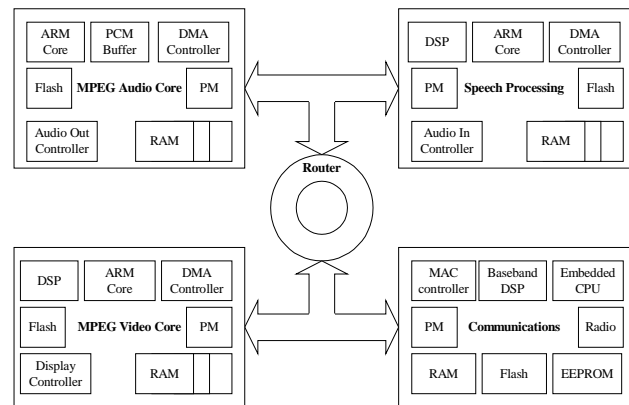 ARM Core
PCM Buffer
DMA Controller
Flash
MPEG Audio Core
PM
Audio Out Controller
RAM
DSP
ARM Core
DMA Controller
PM
Speech Processing
Flash
Audio In Controller
RAM
Router
DSP
ARM Core
DMA Controller
Flash
MPEG Video Core
PM
Display Controller
RAM
MAC controller
Baseband DSP
Embedded CPU
PM
Communications
Radio
RAM
Flash
EEPROM